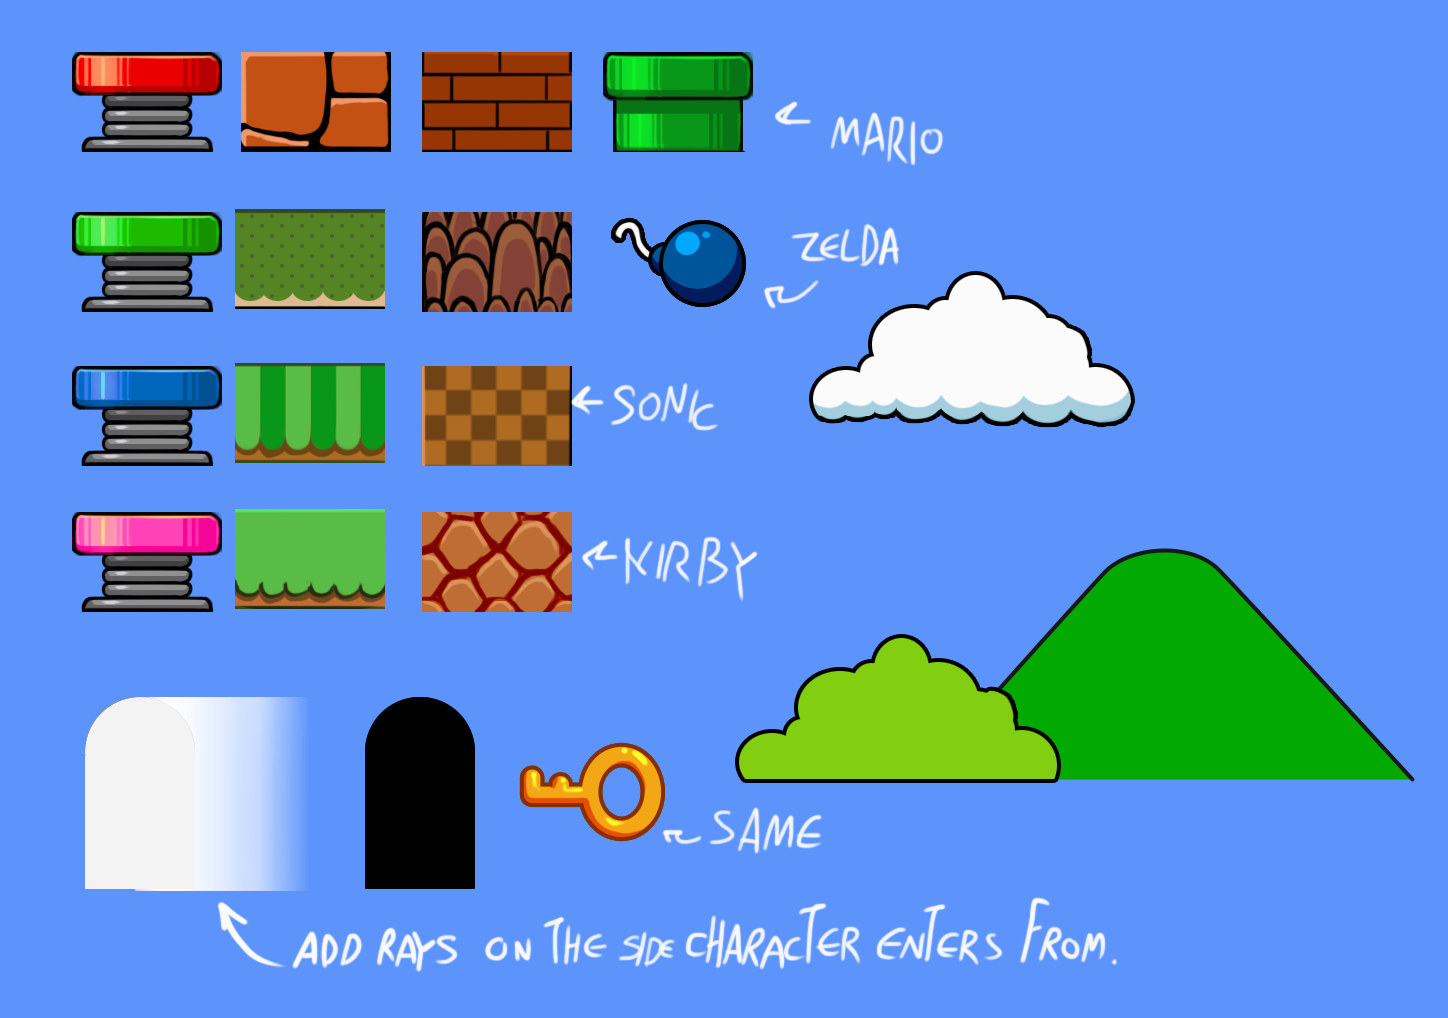 MARIO
ZELDA
SONIC
KIRBY
SAME
ADD RAYS ON THE SIDE CHARACTER ENTERS FROM.